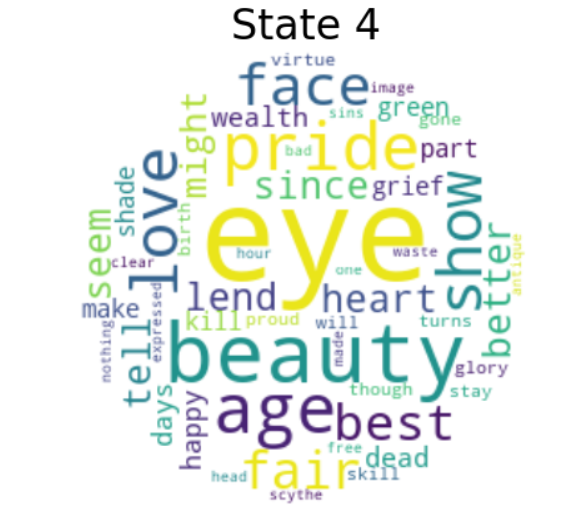 State 4
virtue
face
image
wealth
sins
green
gone
might
pride
bad
part
love
since
grief
shade
birth
eye
show
seem
clear
hour
waste
one
better
antique
make
expressed
lend
heart
kill
proud
will
turns
nothing
tell
beauty
made
glory
days
happy
age
though
stay
best
free
dead
head
fair
skill
scythe